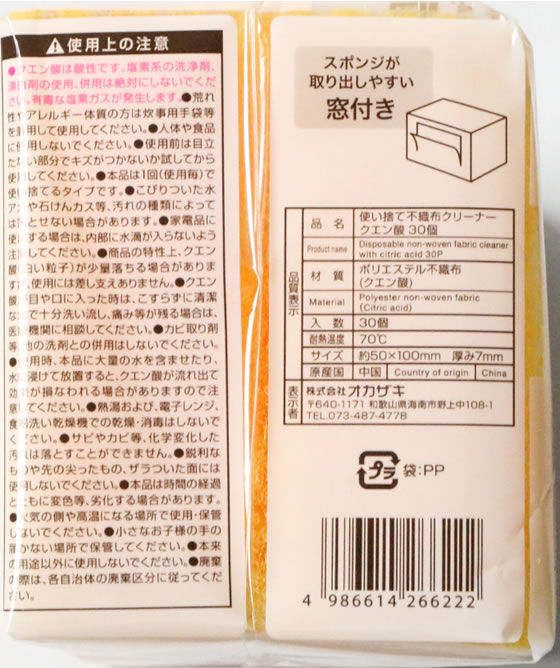 使用上の注意
●クエン酸は酸性です。塩素系の洗浄剤、
漂白剤の使用、併用は絶対にしないでくだ
さい。有毒な塩素ガスが発生します。●荒れ
性やアレルギー体質の方は炊事用手袋等
を着用して使用してください。●人体や食品
に使用しないでください。●使用前は目立
たない部分でキズがつかないか試してから
使用してください。●本品は1回(使用毎)で
使い捨てるタイプです。●こびりついた水
アカや石けんカス等、汚れの種類によって
は落とせない場合があります。●家電品に
使用する場合は、内部に水滴が入らないよう
注意してください。●商品の特性上、クエン
酸(白い粒子)が少量落ちる場合がありま
すが、使用には差し支えありません。●クエン
酸が目や口に入った時は、こすらずに清潔
な水で十分洗い流し、痛み等が残る場合は、
医療機関に相談してください。●カビ取り剤
等、他の洗剤との併用はしないでください。
●使用時、本品に大量の水を含ませたり、
水に浸けて放置すると、クエン酸が流れ出て
効果が損なわれる場合がありますので注
意してください。●熱湯および、電子レンジ、
食器洗い乾燥機での乾燥・消毒はしないで
ください。●サビやカビ等、化学変化した
汚れは落とすことができません。●鋭利な
ものや先の尖ったもの、ザラついた面には
使用しないでください。●本品は時間の経過
とともに変色等、劣化する場合があります。
●火気の側や高温になる場所で使用・保管
しないでください。●小さなお子様の手の
届かない場所で保管してください。●本来
の用途以外に使用しないでください。●廃棄
の際は、各自治体の廃棄区分に従ってくだ
さい。
スポンジが
取り出しやすい
窓付き
品質表示
品名 使い捨て不織布クリーナー
クエン酸 30個
Product name Disposable non-woven fabric cleaner
with citric acid 30P
材質 ポリエステル不織布
(クエン酸)
Material Polyester non-woven fabric
(Citric acid)
入数 30個
耐熱温度 70℃
サイズ 約50×100mm 厚み7mm
原産国 中国 Country of origin China
表示者
株式会社オカザキ
〒640-1171 和歌山県海南市野上中108-1
TEL.073-487-4778
プラ 袋:PP
4 986614 266222